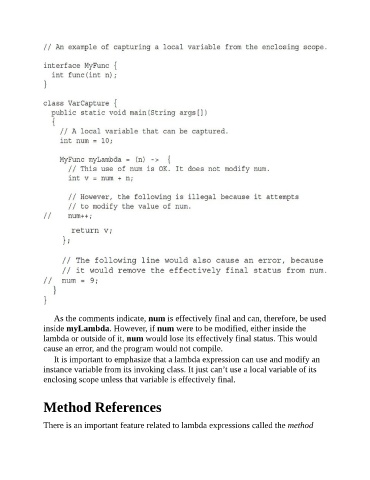 // An example of capturing a local variable from the enclosing scope.
interface MyFunc {
int func(int n);
}
class VarCapture {
public static void main(String args[])
{
// A local variable that can be captured.
int num = 10;
MyFunc myLambda = (n) -> {
// This use of num is OK. It does not modify num.
int v = num + n;
// However, the following is illegal because it attempts
// to modify the value of num.
// num++;
return v;
};
// The following line would also cause an error, because
// it would remove the effectively final status from num.
// num = 9;
}
}
As the comments indicate, num is effectively final and can, therefore, be used
inside myLambda. However, if num were to be modified, either inside the
lambda or outside of it, num would lose its effectively final status. This would
cause an error, and the program would not compile.
It is important to emphasize that a lambda expression can use and modify an
instance variable from its invoking class. It just can't use a local variable of its
enclosing scope unless that variable is effectively final.
Method References
There is an important feature related to lambda expressions called the method